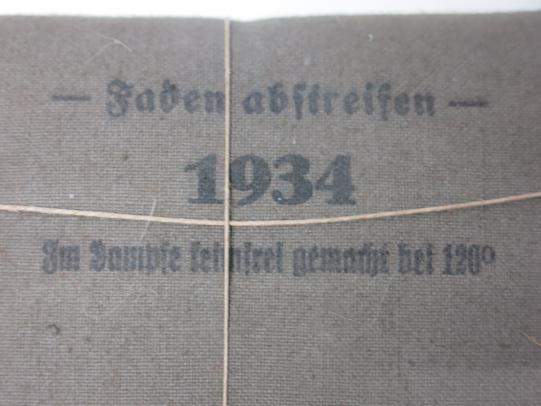 — Faden abstreifen —
1934
Im Dampfe keimfrei gemacht bei 120°